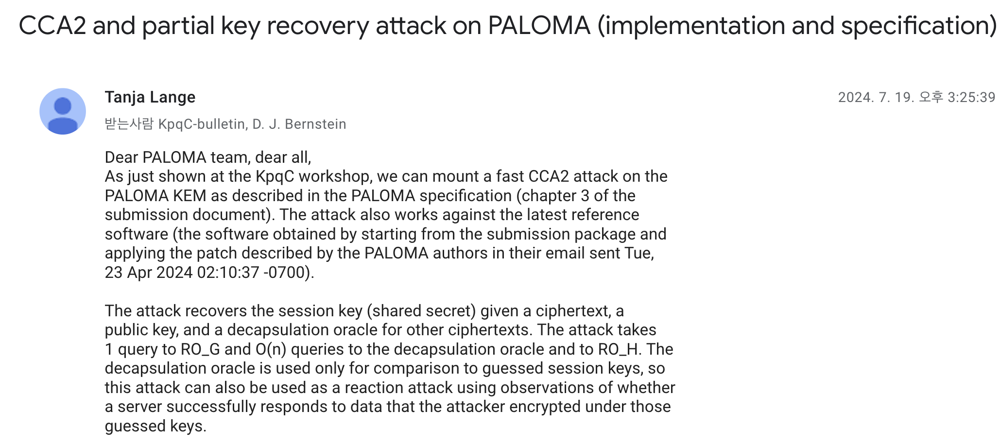 CCA2 and partial key recovery attack on PALOMA (implementation and specification)
Tanja Lange
2024. 7. 19. 오후 3:25:39
받는사람 KpqC-bulletin, D. J. Bernstein
Dear PALOMA team, dear all,
As just shown at the KpqC workshop, we can mount a fast CCA2 attack on the
PALOMA KEM as described in the PALOMA specification (chapter 3 of the
submission document). The attack also works against the latest reference
software (the software obtained by starting from the submission package and
applying the patch described by the PALOMA authors in their email sent Tue,
23 Apr 2024 02:10:37 -0700).
The attack recovers the session key (shared secret) given a ciphertext, a
public key, and a decapsulation oracle for other ciphertexts. The attack takes
1 query to RO_G and O(n) queries to the decapsulation oracle and to RO_H. The
decapsulation oracle is used only for comparison to guessed session keys, so
this attack can also be used as a reaction attack using observations of whether
a server successfully responds to data that the attacker encrypted under those
guessed keys.